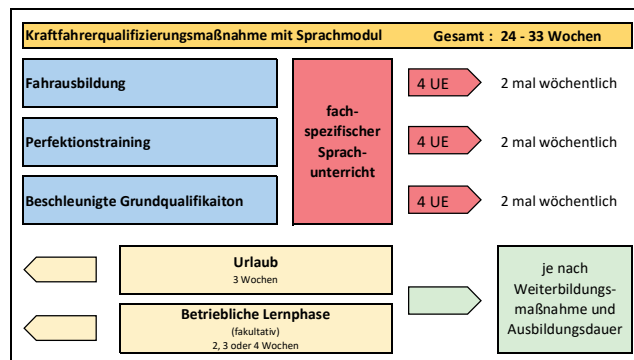 Kraftfahrerqualifizierungsmaßnahme mit Sprachmodul Gesamt : 24 - 33 Wochen
Fahrausbildung
4 UE 2 mal wöchentlich
fach-
spezifischer
Sprach-
unterricht
Perfektionstraining
4 UE 2 mal wöchentlich
Beschleunigte Grundqualifikaiton
4 UE 2 mal wöchentlich
Urlaub
3 Wochen
Betriebliche Lernphase
(fakultativ)
2, 3 oder 4 Wochen
je nach
Weiterbildungs-
maßnahme und
Ausbildungsdauer